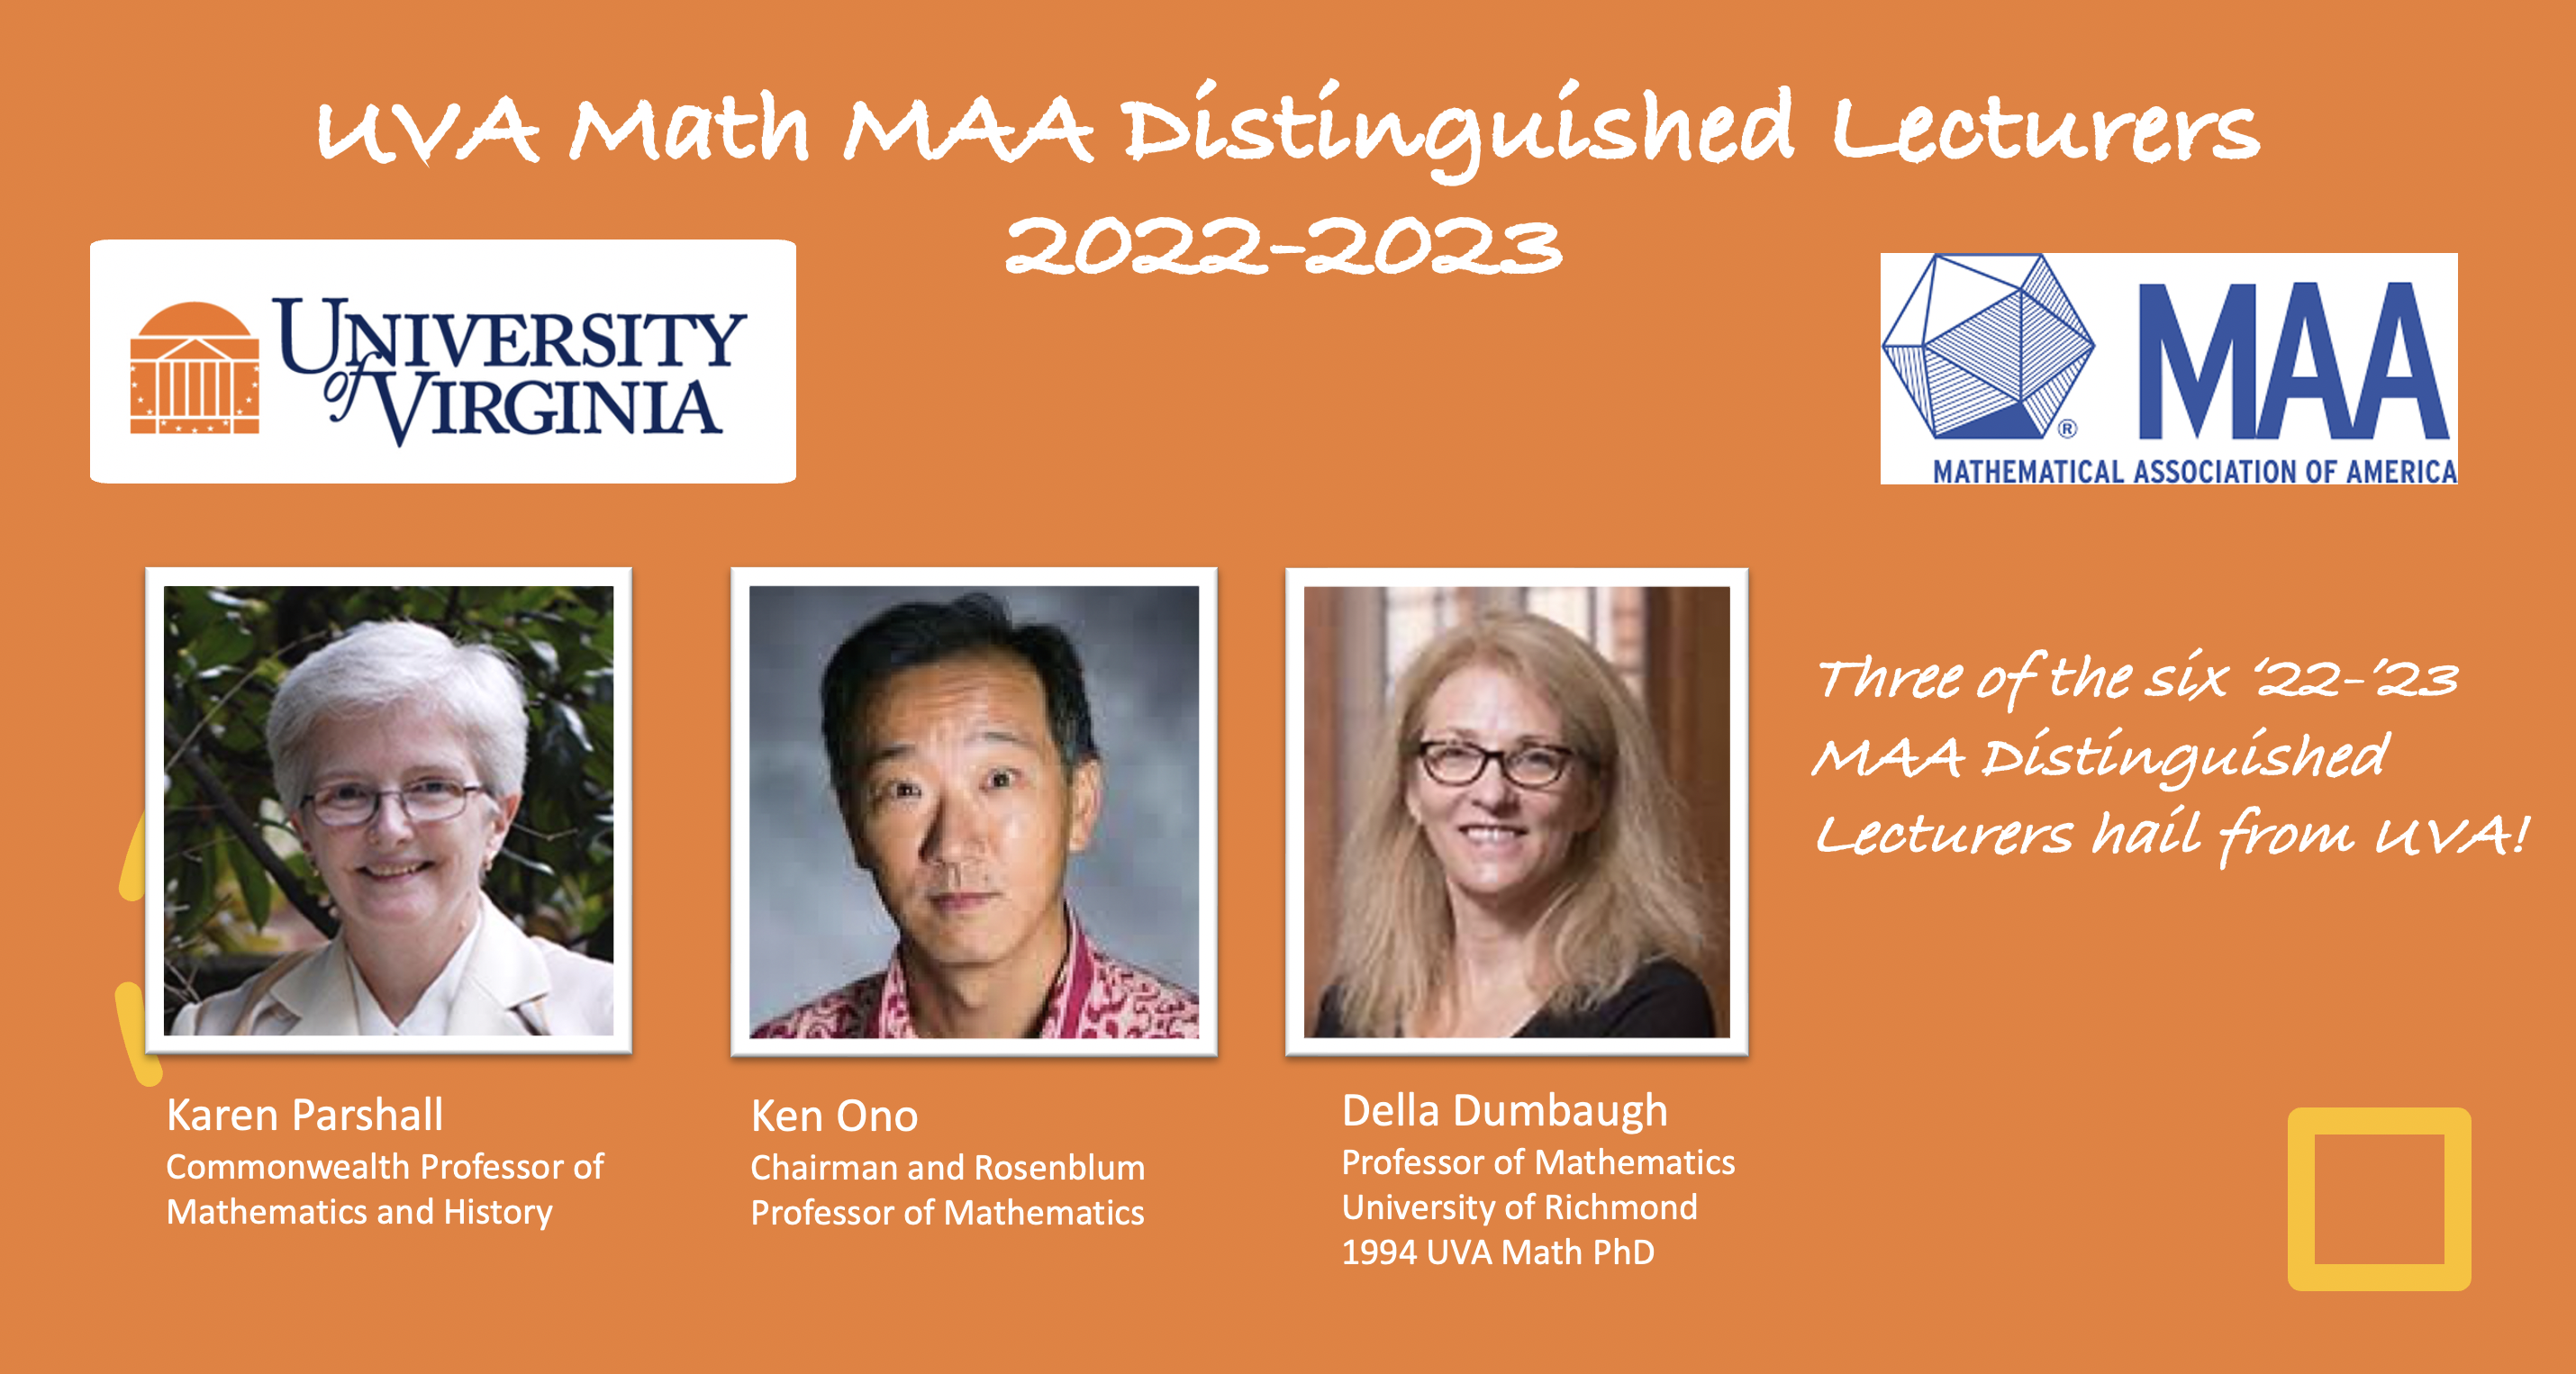 UVA Math MAA Distinguished Lecturers
2022-2023
UNIVERSITY
of VIRGINIA
MAA
®
MATHEMATICAL ASSOCIATION OF AMERICA
Three of the six ‘22-’23
MAA Distinguished
Lecturers hail from UVA!
Karen Parshall
Commonwealth Professor of
Mathematics and History
Ken Ono
Chairman and Rosenblum
Professor of Mathematics
Della Dumbaugh
Professor of Mathematics
University of Richmond
1994 UVA Math PhD